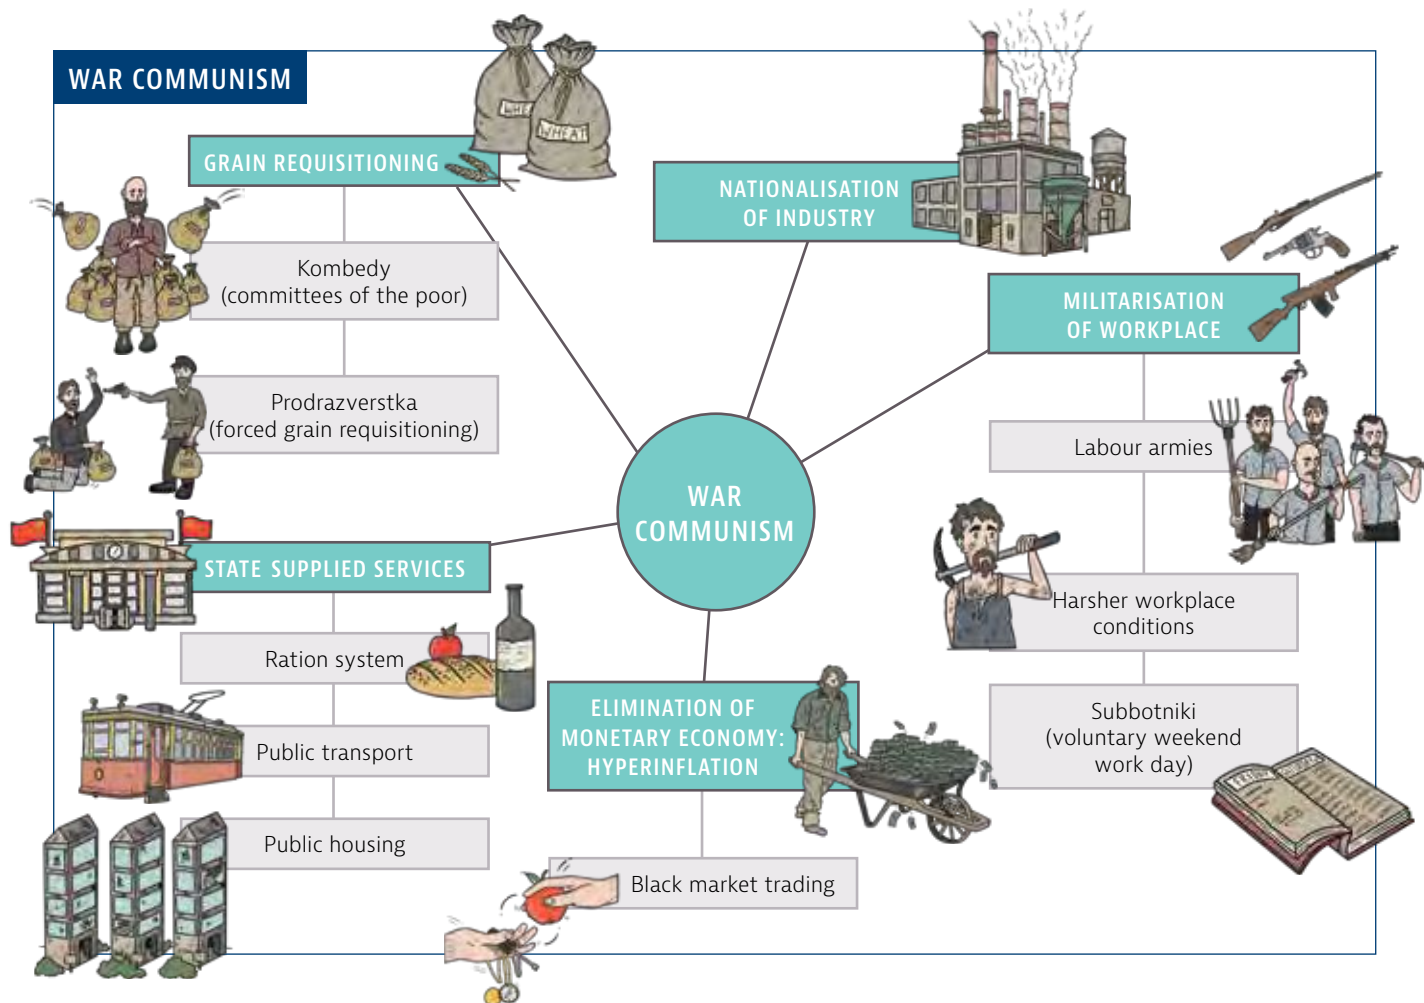 WAR COMMUNISM
GRAIN REQUISITIONING
WHEAT
Kombedy
(committees of the poor)
Prodrazverstka
(forced grain requisitioning)
NATIONALISATION
OF INDUSTRY
MILITARISATION
OF WORKPLACE
Labour armies
Harsher workplace
conditions
Subbotniki
(voluntary weekend
work day)
WAR
COMMUNISM
STATE SUPPLIED SERVICES
Ration system
Public transport
Public housing
ELIMINATION OF
MONETARY ECONOMY:
HYPERINFLATION
Black market trading